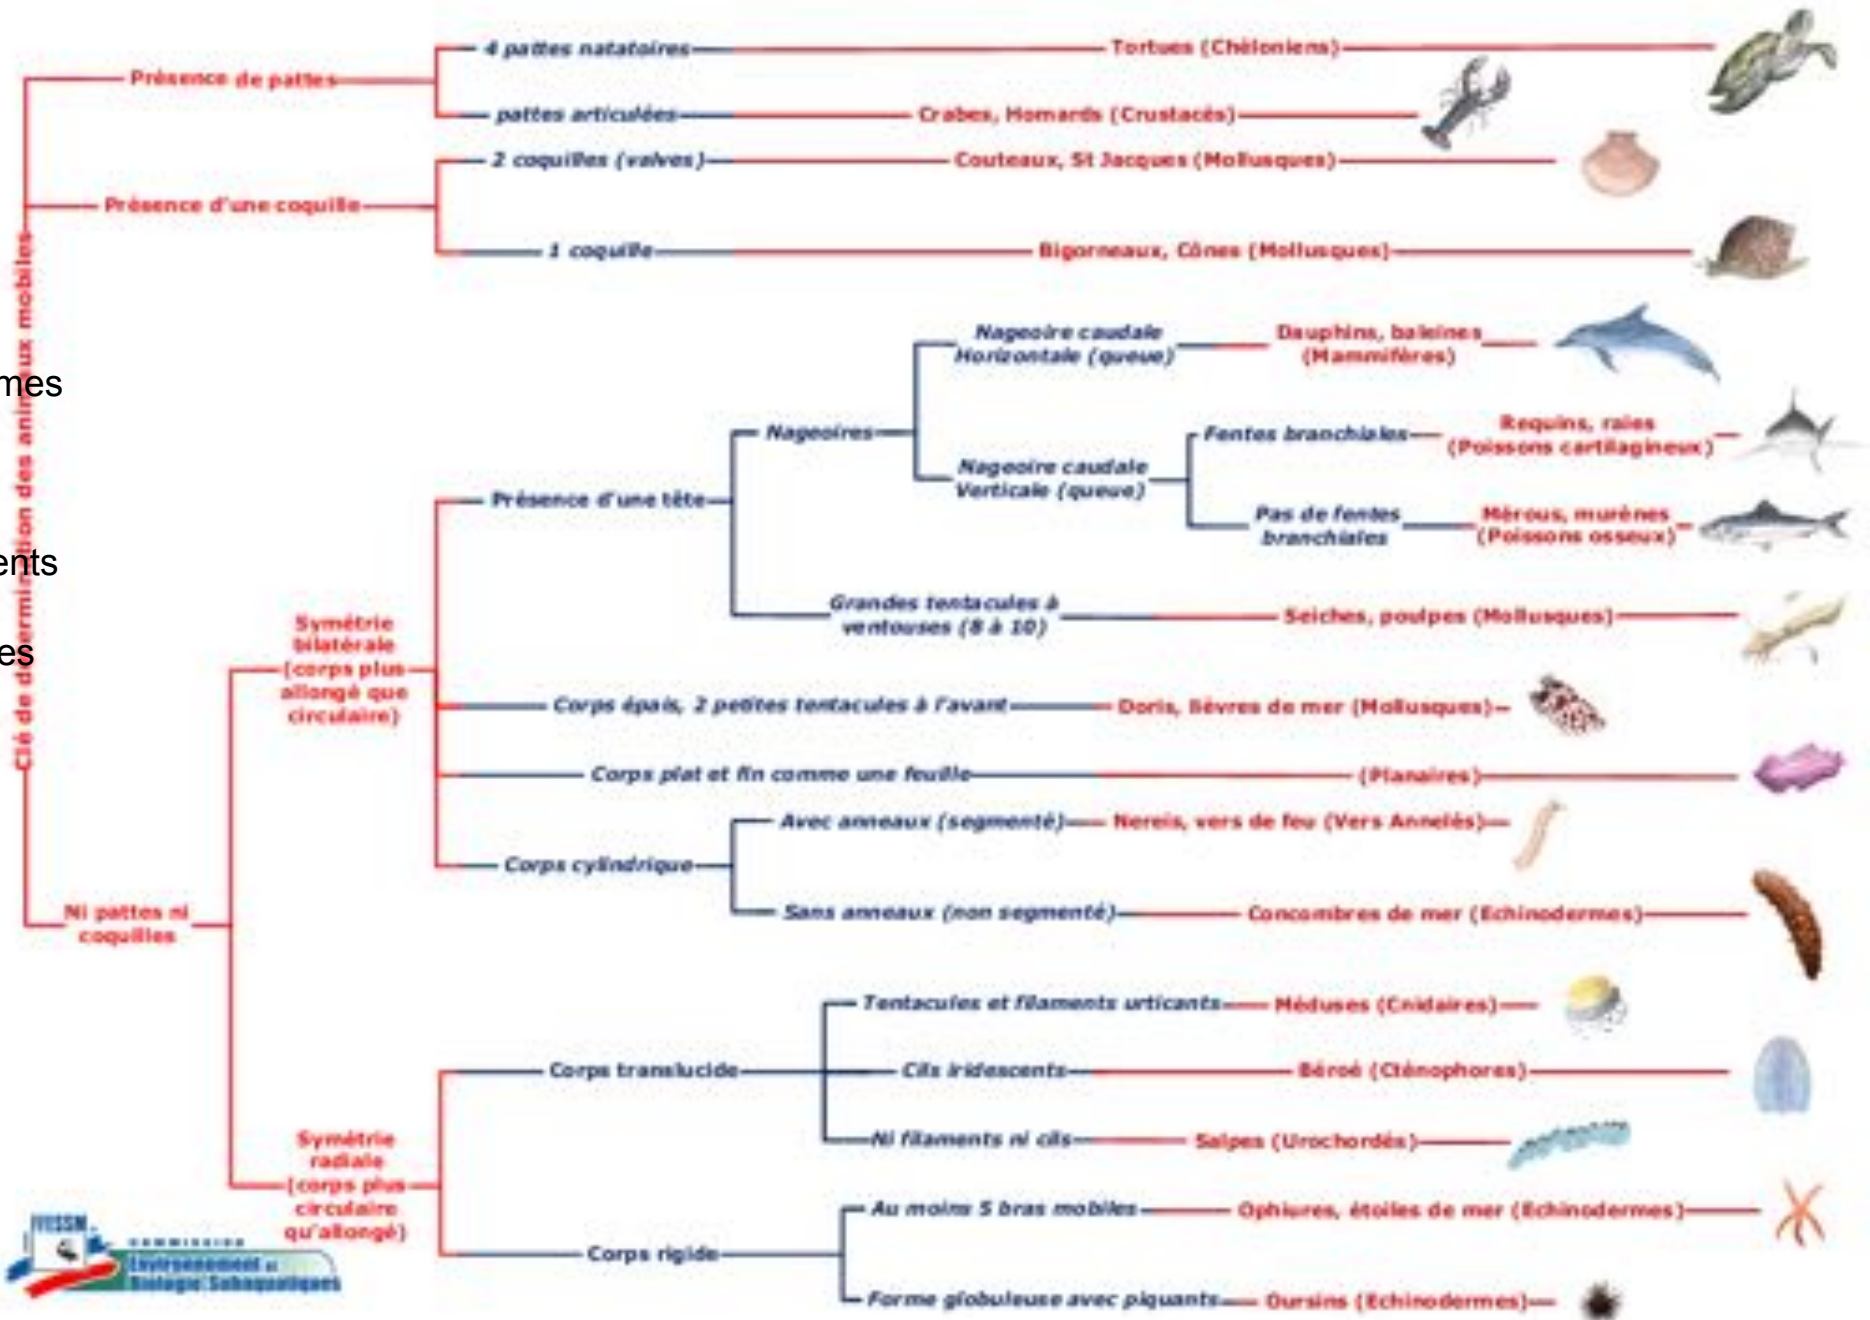 Clé de dermination des animaux mobiles
mes
ents
es
Présence de pattes
4 pattes natatoires
Tortues (Chéloniens)
pattes articulées
Crabes, Homards (Crustacés)
Présence d'une coquille
2 coquilles (valves)
Couteaux, St Jacques (Mollusques)
1 coquille
Bigorneaux, Cônes (Mollusques)
Ni pattes ni
coquilles
Symétrie
bilatérale
(corps plus
allongé que
circulaire)
Présence d'une tête
Nageoires
Nageoire caudale
Horizontale (queue)
Dauphins, baleines
(Mammifères)
Nageoire caudale
Verticale (queue)
Fentes branchiales
Requins, raies
(Poissons cartilagineux)
Pas de fentes
branchiales
Mérous, murènes
(Poissons osseux)
Grandes tentacules à
ventouses (8 à 10)
Seiches, poulpes (Mollusques)
Corps épais, 2 petites tentacules à l'avant
Doris, lièvres de mer (Mollusques)
Corps plat et fin comme une feuille
(Planaires)
Corps cylindrique
Avec anneaux (segmenté)
Nereis, vers de feu (Vers Annelés)
Sans anneaux (non segmenté)
Concombres de mer (Echinodermes)
Symétrie
radiale
(corps plus
circulaire
qu'allongé)
Corps translucide
Tentacules et filaments urticants
Méduses (Cnidaires)
Cils iridescents
Béroé (Cténophores)
Ni filaments ni cils
Salpes (Urochordés)
Corps rigide
Au moins 5 bras mobiles
Ophiures, étoiles de mer (Echinodermes)
Forme globuleuse avec piquants
Oursins (Echinodermes)
FFESSM
COMMISSION
Environnement et
Biologie Subaquatiques